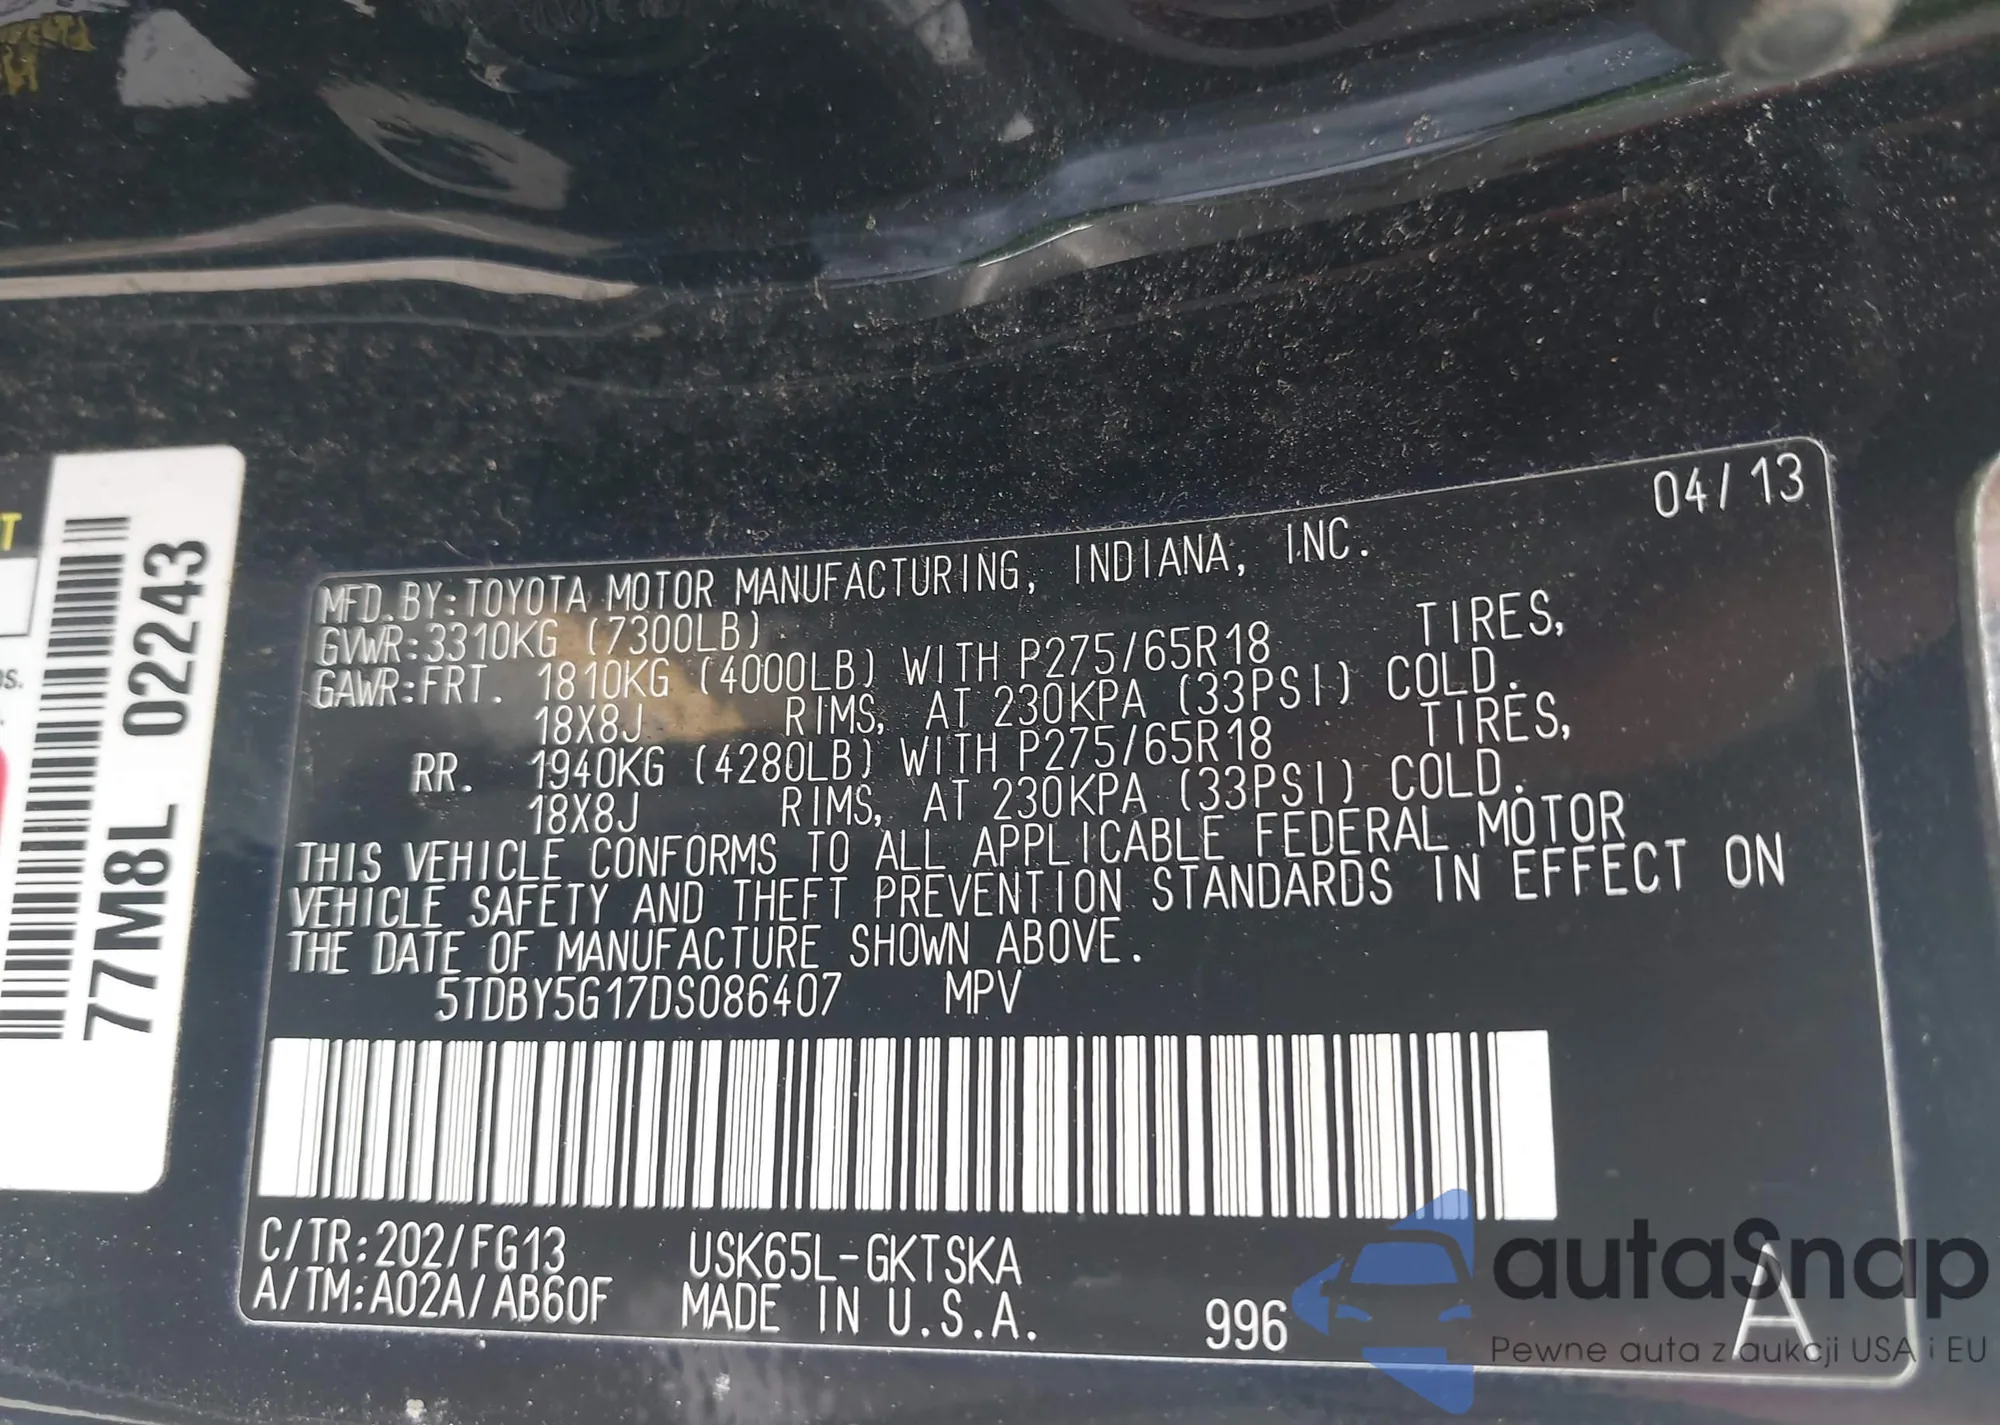 04/13
MFD.BY:TOYOTA MOTOR MANUFACTURING, INDIANA, INC.
GVWR:3310KG (7300LB)
GAWR:FRT. 1810KG (4000LB) WITH P275/65R18 TIRES,
18X8J RIMS, AT 230KPA (33PSI) COLD.
RR. 1940KG (4280LB) WITH P275/65R18 TIRES,
18X8J RIMS, AT 230KPA (33PSI) COLD.
THIS VEHICLE CONFORMS TO ALL APPLICABLE FEDERAL MOTOR
VEHICLE SAFETY AND THEFT PREVENTION STANDARDS IN EFFECT ON
THE DATE OF MANUFACTURE SHOWN ABOVE.
5TDBY5G17DS086407 MPV
C/TR:202/FG13 USK65L-GKTSKA
A/TM:A02A/AB60F MADE IN U.S.A. 996 A
77M8L 02243
autaSnap
Pewne auta z aukcji USA i EU